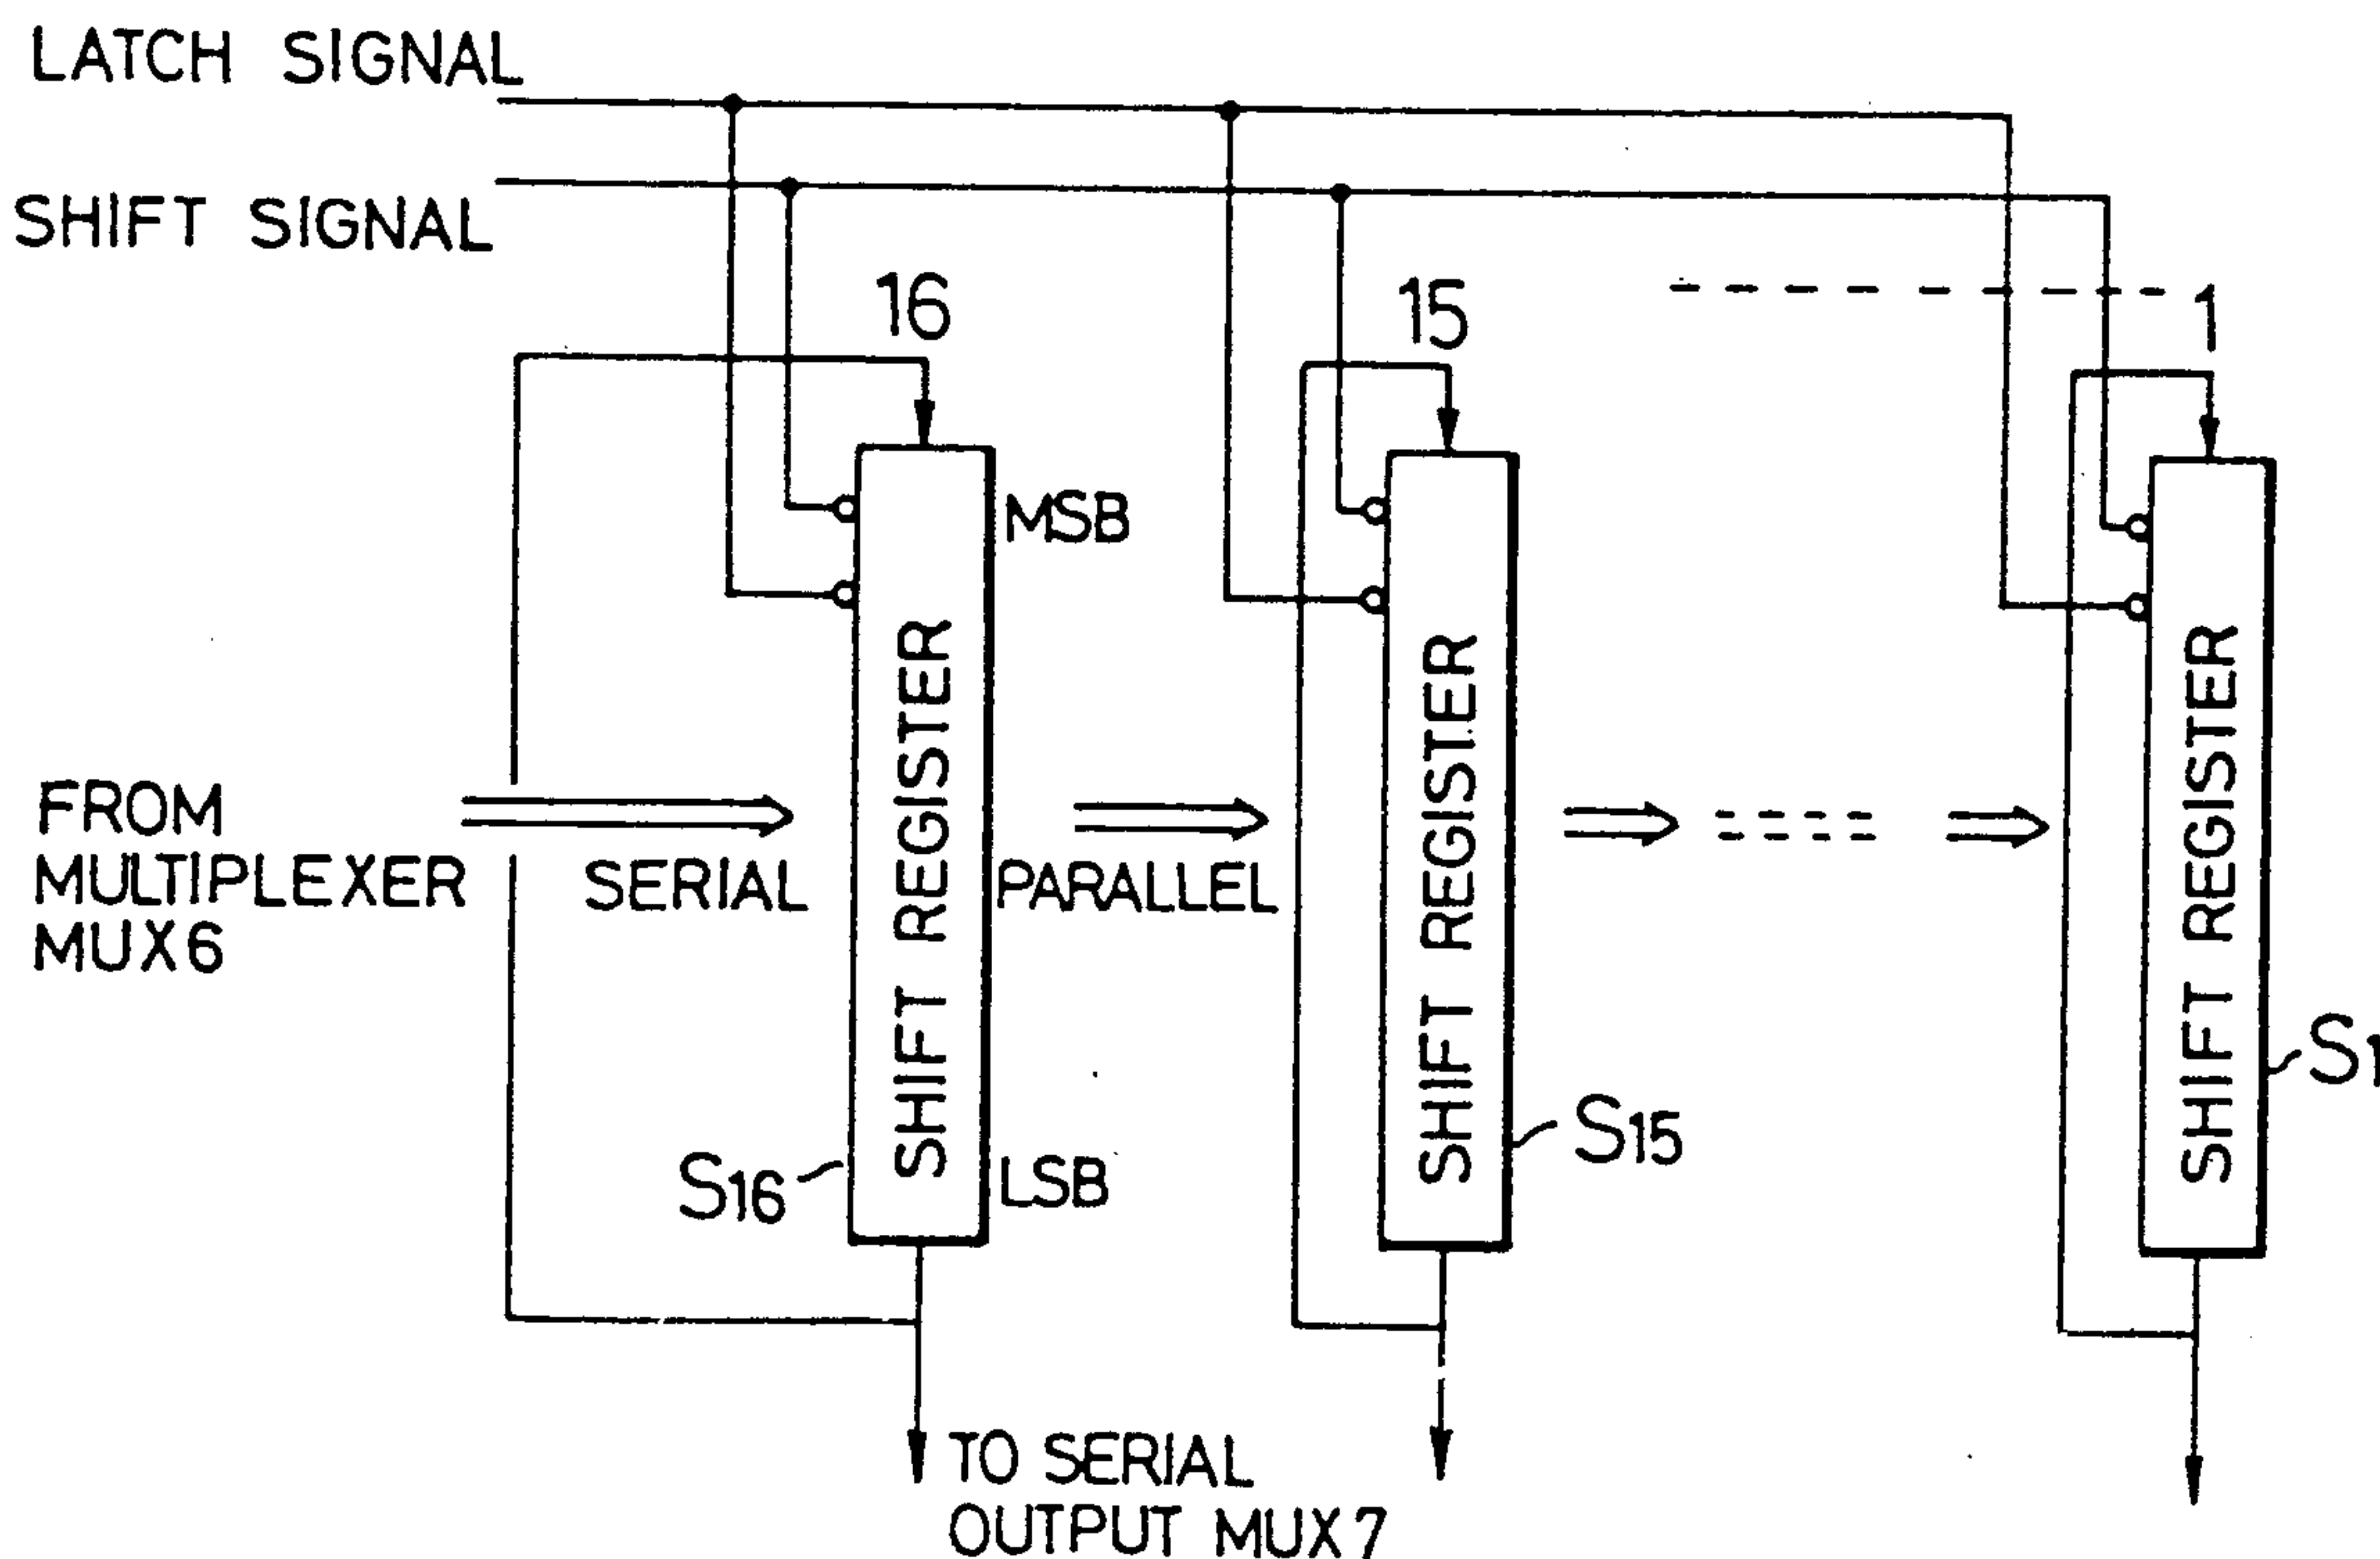 LATCH SIGNAL
SHIFT SIGNAL
16
15
1
MSB
FROM
MULTIPLEXER
MUX6
SERIAL
SHIFT REGISTER
PARALLEL
SHIFT REGISTER
SHIFT REGISTER
S16
LSB
S15
S1
TO SERIAL
OUTPUT MUX7